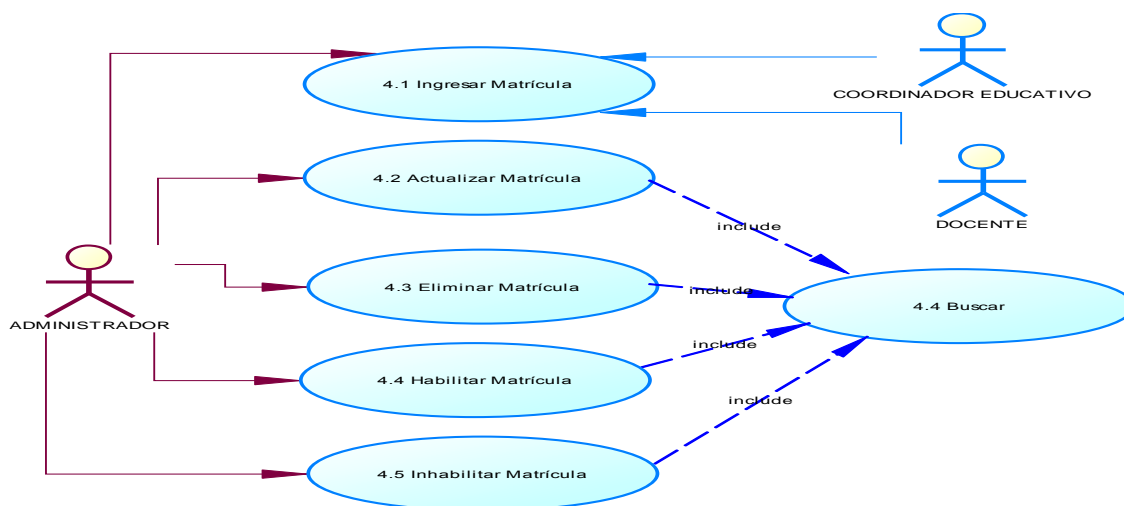 4.1 Ingresar Matrícula
COORDINADOR EDUCATIVO
4.2 Actualizar Matrícula
DOCENTE
include
4.3 Eliminar Matrícula
include
4.4 Buscar
ADMINISTRADOR
include
4.4 Habilitar Matrícula
include
4.5 Inhabilitar Matrícula